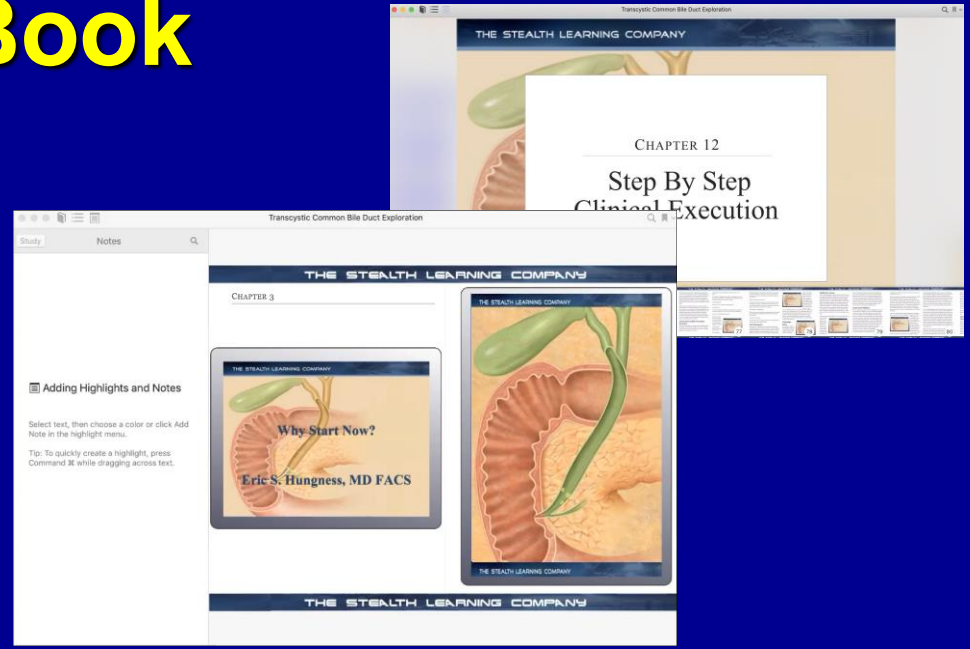 Book
Transcystic Common Bile Duct Exploration
THE STEALTH LEARNING COMPANY
CHAPTER 12
Step By Step
Clinical Execution
77
78
79
80
Transcystic Common Bile Duct Exploration
Study
Notes
Adding Highlights and Notes
Select text, then choose a color or click Add
Note in the highlight menu.
Tip: To quickly create a highlight, press
Command ⌘ while dragging across text.
THE STEALTH LEARNING COMPANY
CHAPTER 3
THE STEALTH LEARNING COMPANY
Why Start Now?
Eric S. Hungness, MD FACS
THE STEALTH LEARNING COMPANY
THE STEALTH LEARNING COMPANY
THE STEALTH LEARNING COMPANY